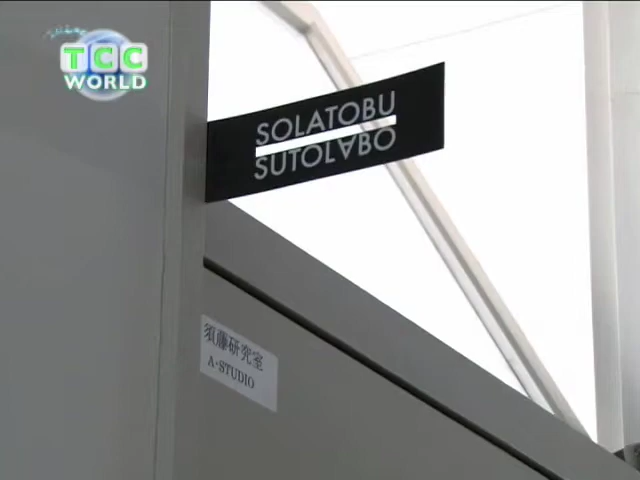 TCC
WORLD
SOLATOBU
SUTOLABO
須藤研究室
A-STUDIO